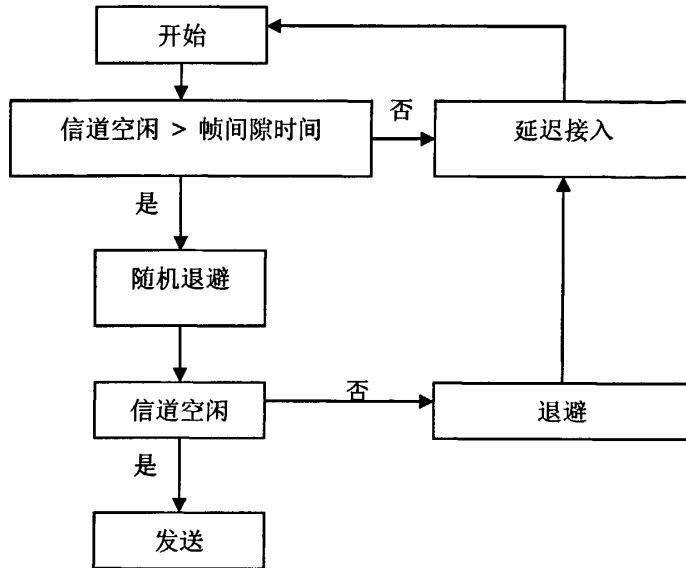 开始
信道空闲 > 帧间隙时间
否
延迟接入
是
随机退避
信道空闲
否
退避
是
发送